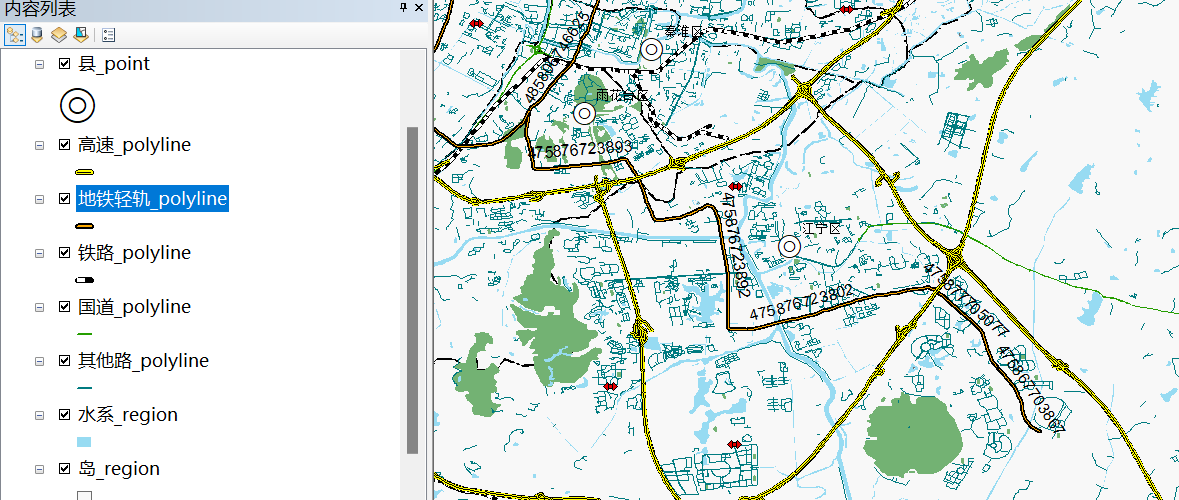 内容列表
县_point
高速_polyline
地铁轻轨_polyline
铁路_polyline
国道_polyline
其他路_polyline
水系_region
岛_region
秦淮区
雨花台区
475876723893
475876723892
江宁区
475876723802